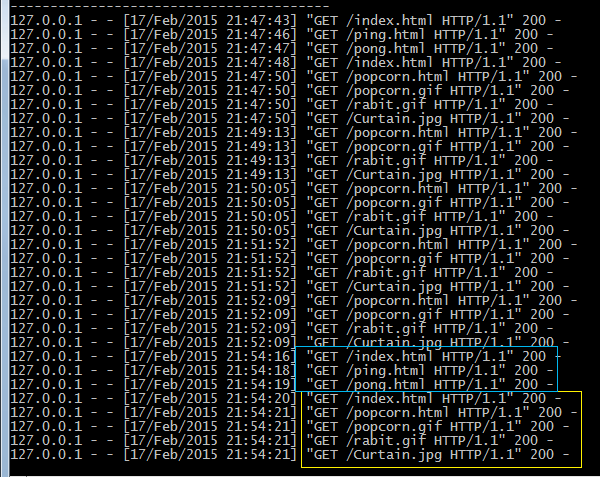 ----------------------------------------
127.0.0.1 - - [17/Feb/2015 21:47:43] "GET /index.html HTTP/1.1" 200 -
127.0.0.1 - - [17/Feb/2015 21:47:46] "GET /ping.html HTTP/1.1" 200 -
127.0.0.1 - - [17/Feb/2015 21:47:47] "GET /pong.html HTTP/1.1" 200 -
127.0.0.1 - - [17/Feb/2015 21:47:48] "GET /index.html HTTP/1.1" 200 -
127.0.0.1 - - [17/Feb/2015 21:47:50] "GET /popcorn.html HTTP/1.1" 200 -
127.0.0.1 - - [17/Feb/2015 21:47:50] "GET /popcorn.gif HTTP/1.1" 200 -
127.0.0.1 - - [17/Feb/2015 21:47:50] "GET /rabit.gif HTTP/1.1" 200 -
127.0.0.1 - - [17/Feb/2015 21:47:50] "GET /Curtain.jpg HTTP/1.1" 200 -
127.0.0.1 - - [17/Feb/2015 21:49:13] "GET /popcorn.html HTTP/1.1" 200 -
127.0.0.1 - - [17/Feb/2015 21:49:13] "GET /popcorn.gif HTTP/1.1" 200 -
127.0.0.1 - - [17/Feb/2015 21:49:13] "GET /rabit.gif HTTP/1.1" 200 -
127.0.0.1 - - [17/Feb/2015 21:49:13] "GET /Curtain.jpg HTTP/1.1" 200 -
127.0.0.1 - - [17/Feb/2015 21:50:05] "GET /popcorn.html HTTP/1.1" 200 -
127.0.0.1 - - [17/Feb/2015 21:50:05] "GET /popcorn.gif HTTP/1.1" 200 -
127.0.0.1 - - [17/Feb/2015 21:50:05] "GET /rabit.gif HTTP/1.1" 200 -
127.0.0.1 - - [17/Feb/2015 21:50:05] "GET /Curtain.jpg HTTP/1.1" 200 -
127.0.0.1 - - [17/Feb/2015 21:51:52] "GET /popcorn.html HTTP/1.1" 200 -
127.0.0.1 - - [17/Feb/2015 21:51:52] "GET /popcorn.gif HTTP/1.1" 200 -
127.0.0.1 - - [17/Feb/2015 21:51:52] "GET /rabit.gif HTTP/1.1" 200 -
127.0.0.1 - - [17/Feb/2015 21:51:52] "GET /Curtain.jpg HTTP/1.1" 200 -
127.0.0.1 - - [17/Feb/2015 21:52:09] "GET /popcorn.html HTTP/1.1" 200 -
127.0.0.1 - - [17/Feb/2015 21:52:09] "GET /popcorn.gif HTTP/1.1" 200 -
127.0.0.1 - - [17/Feb/2015 21:52:09] "GET /rabit.gif HTTP/1.1" 200 -
127.0.0.1 - - [17/Feb/2015 21:52:09] "GET /Curtain.jpg HTTP/1.1" 200 -
127.0.0.1 - - [17/Feb/2015 21:54:16] "GET /index.html HTTP/1.1" 200 -
127.0.0.1 - - [17/Feb/2015 21:54:18] "GET /ping.html HTTP/1.1" 200 -
127.0.0.1 - - [17/Feb/2015 21:54:19] "GET /pong.html HTTP/1.1" 200 -
127.0.0.1 - - [17/Feb/2015 21:54:20] "GET /index.html HTTP/1.1" 200 -
127.0.0.1 - - [17/Feb/2015 21:54:21] "GET /popcorn.html HTTP/1.1" 200 -
127.0.0.1 - - [17/Feb/2015 21:54:21] "GET /popcorn.gif HTTP/1.1" 200 -
127.0.0.1 - - [17/Feb/2015 21:54:21] "GET /rabit.gif HTTP/1.1" 200 -
127.0.0.1 - - [17/Feb/2015 21:54:21] "GET /Curtain.jpg HTTP/1.1" 200 -